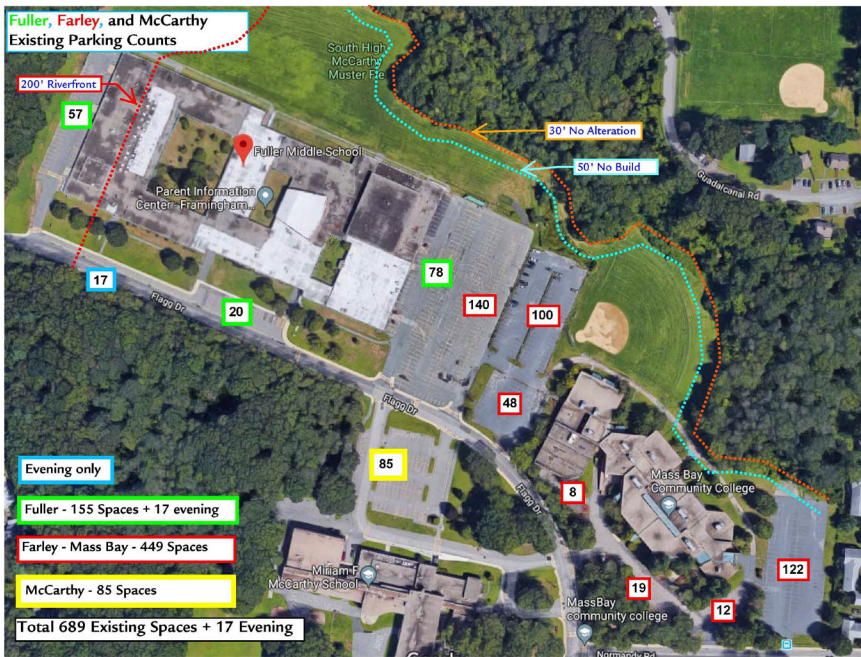 Fuller, Farley, and McCarthy
Existing Parking Counts
200' Riverfront
57
South High
McCarthy
30' No Alteration
50' No Build
Fuller Middle School
Parent Information
Center - Framingham...
Guadalcanal Rd
17
Flagg Dr
20
78
140
100
48
Flagg Dr
85
Flagg Dr
8
Mass Bay
Community College
122
19
12
Miriam F
McCarthy School
MassBay
community college
Normandy Rd
Evening only
Fuller - 155 Spaces + 17 evening
Farley - Mass Bay - 449 Spaces
McCarthy - 85 Spaces
Total 689 Existing Spaces + 17 Evening